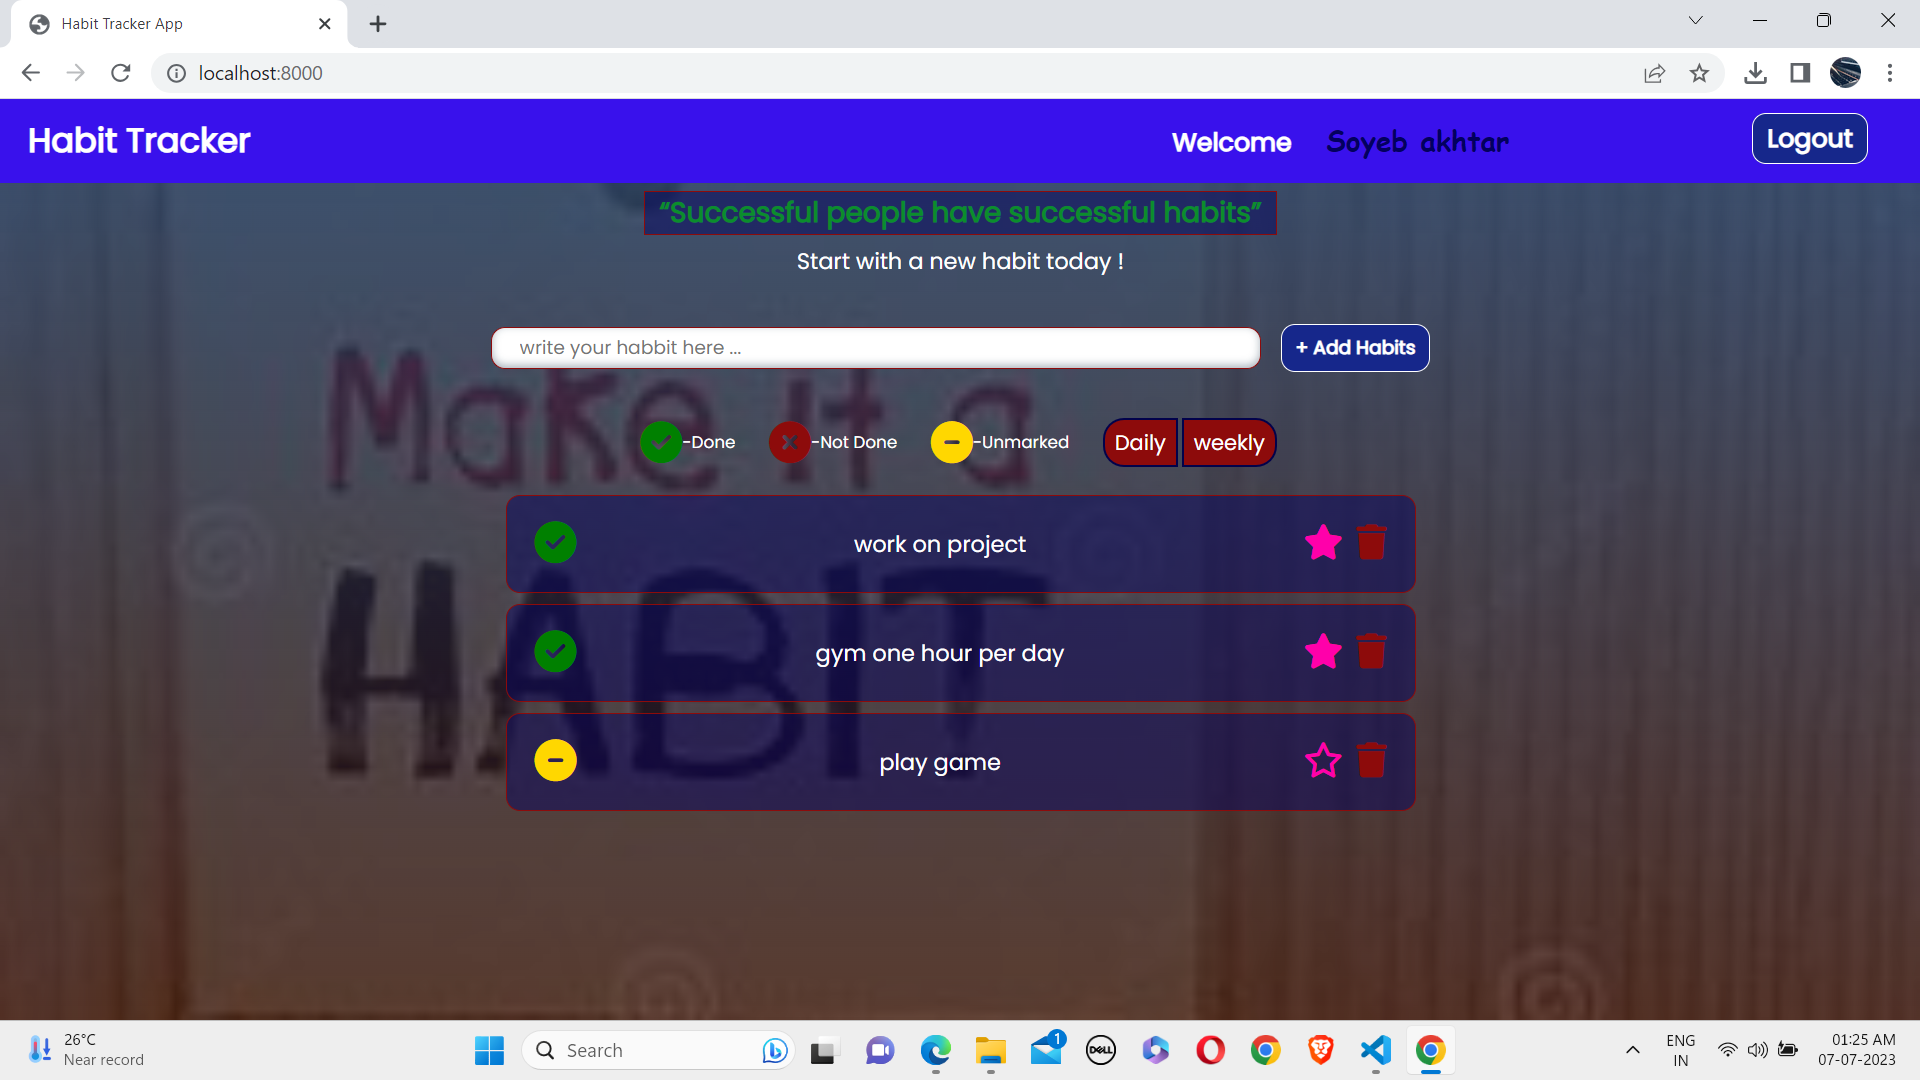 Habit Tracker App
localhost:8000
Habit Tracker
Welcome Soyeb akhtar
Logout
“Successful people have successful habits”
Start with a new habit today !
write your habbit here ...
+ Add Habits
Make it a
HABIT
-Done
-Not Done
-Unmarked
Daily
weekly
work on project
gym one hour per day
play game
26°C
Near record
Search
1
DELL
ENG
IN
01:25 AM
07-07-2023